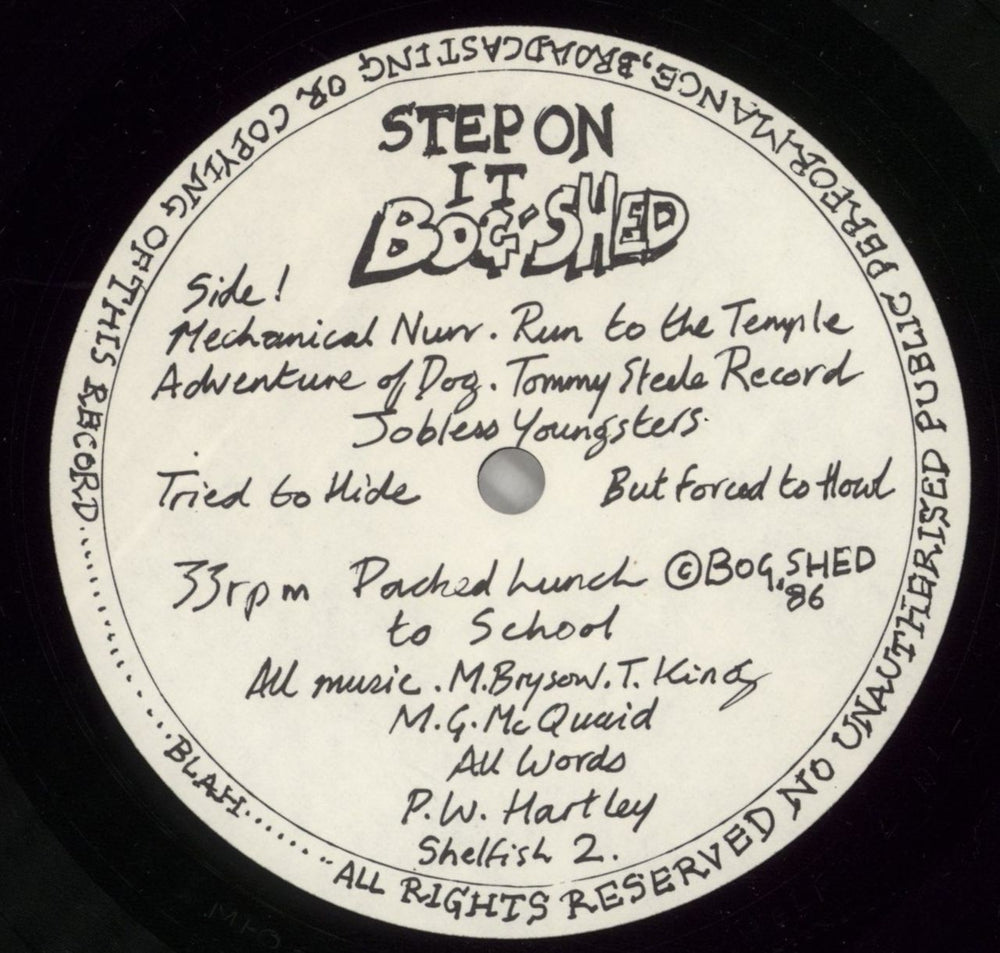 STEP ON
IT
BOG-SHED
Side!
Mechanical Nurr. Run to the Temple
Adventure of Dog. Tommy Steele Record
Jobless Youngsters.
Tried to Hide But Forced to Howl
33rpm Packed Lunch © BOG.SHED
to School '86
All music. M.Bryson. T. King
M.G. McQuaid
All Words
P.W. Hartley
Shelfish 2.
ALL RIGHTS RESERVED NO UNAUTHERISED PUBLIC PERFORMANCE, BROADCASTING OR COPYING OF THIS RECORD..............BLAH.......